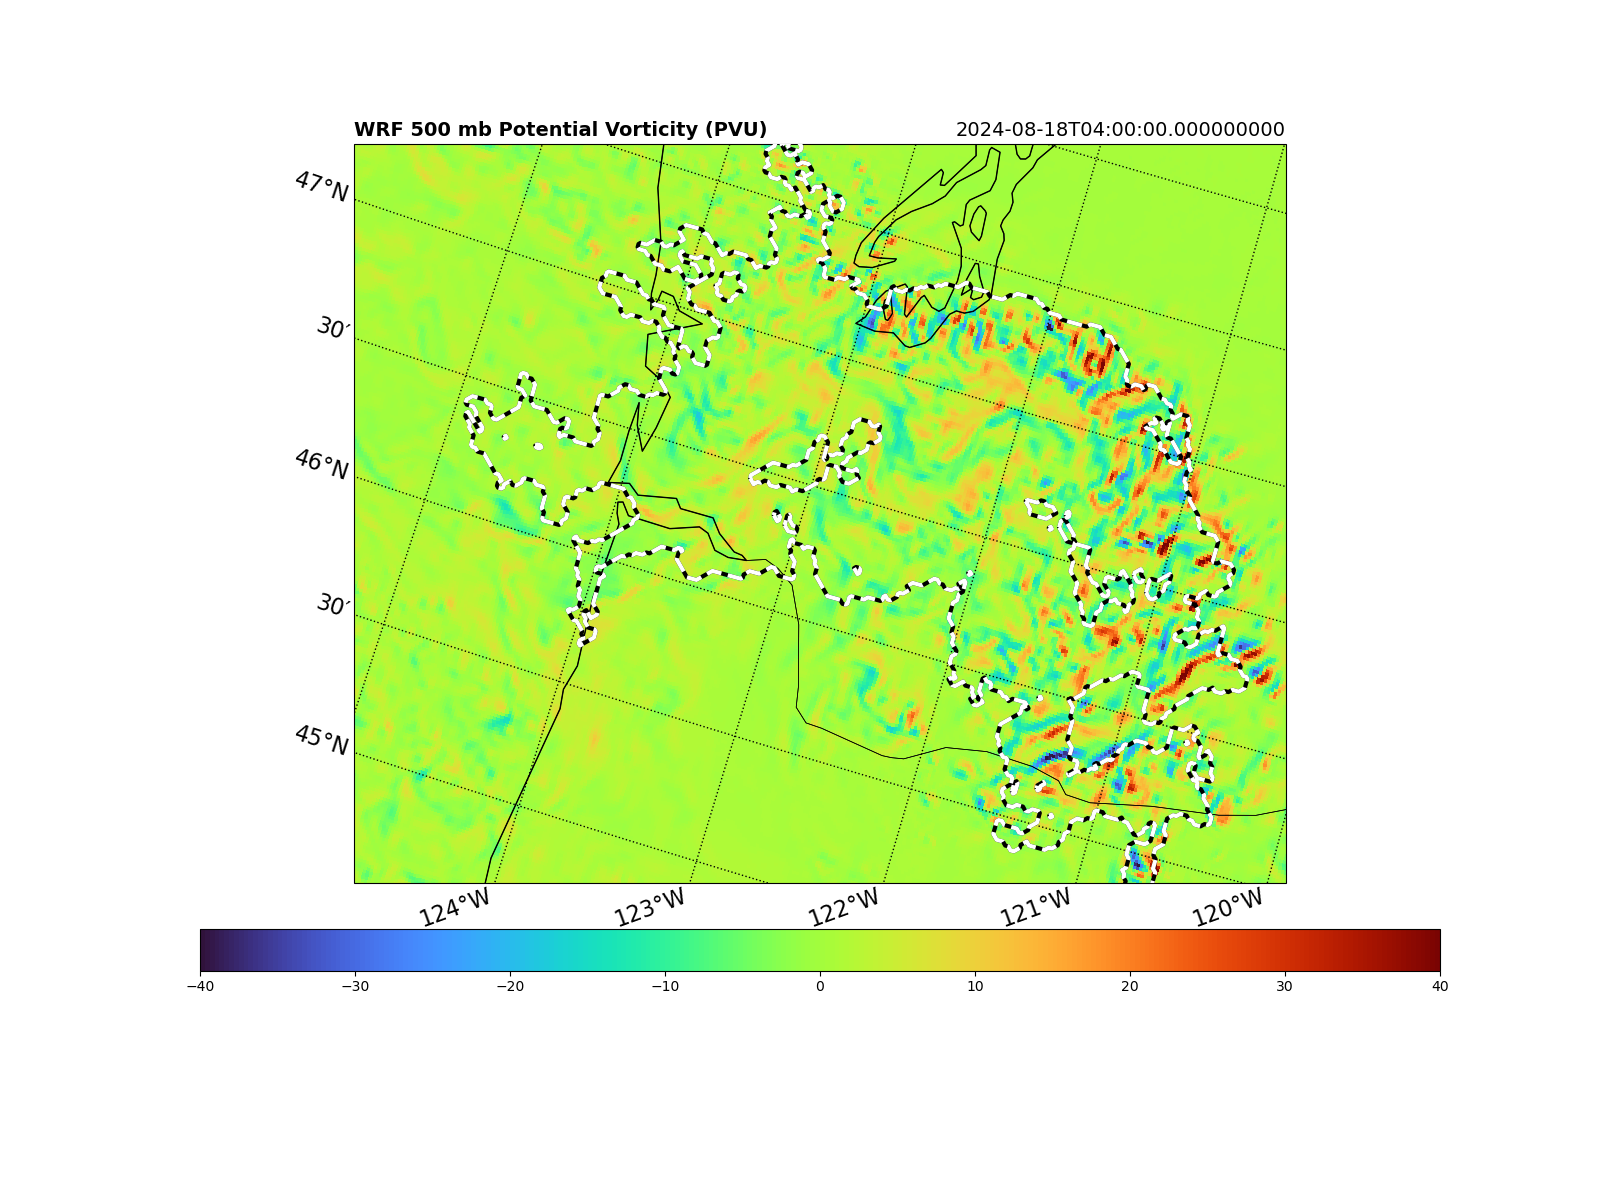 WRF 500 mb Potential Vorticity (PVU)
2024-08-18T04:00:00.000000000
47°N
30′
46°N
30′
45°N
124°W
123°W
122°W
121°W
120°W
−40
−30
−20
−10
0
10
20
30
40